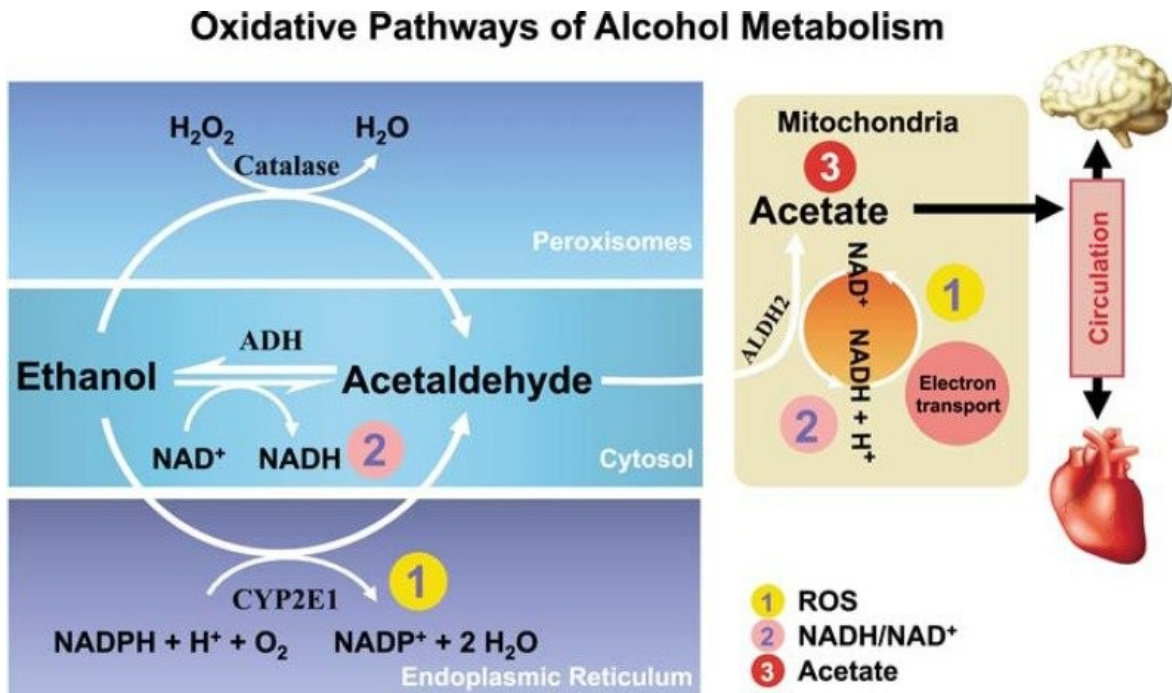 Oxidative Pathways of Alcohol Metabolism
H₂O₂
H₂O
Catalase
Peroxisomes
ADH
Ethanol
Acetaldehyde
NAD⁺
NADH
2
Cytosol
1
CYP2E1
NADPH + H⁺ + O₂
NADP⁺ + 2 H₂O
Endoplasmic Reticulum
Mitochondria
3
Acetate
ALDH2
NAD⁺
NADH + H⁺
1
2
Electron
transport
Circulation
1 ROS
2 NADH/NAD⁺
3 Acetate